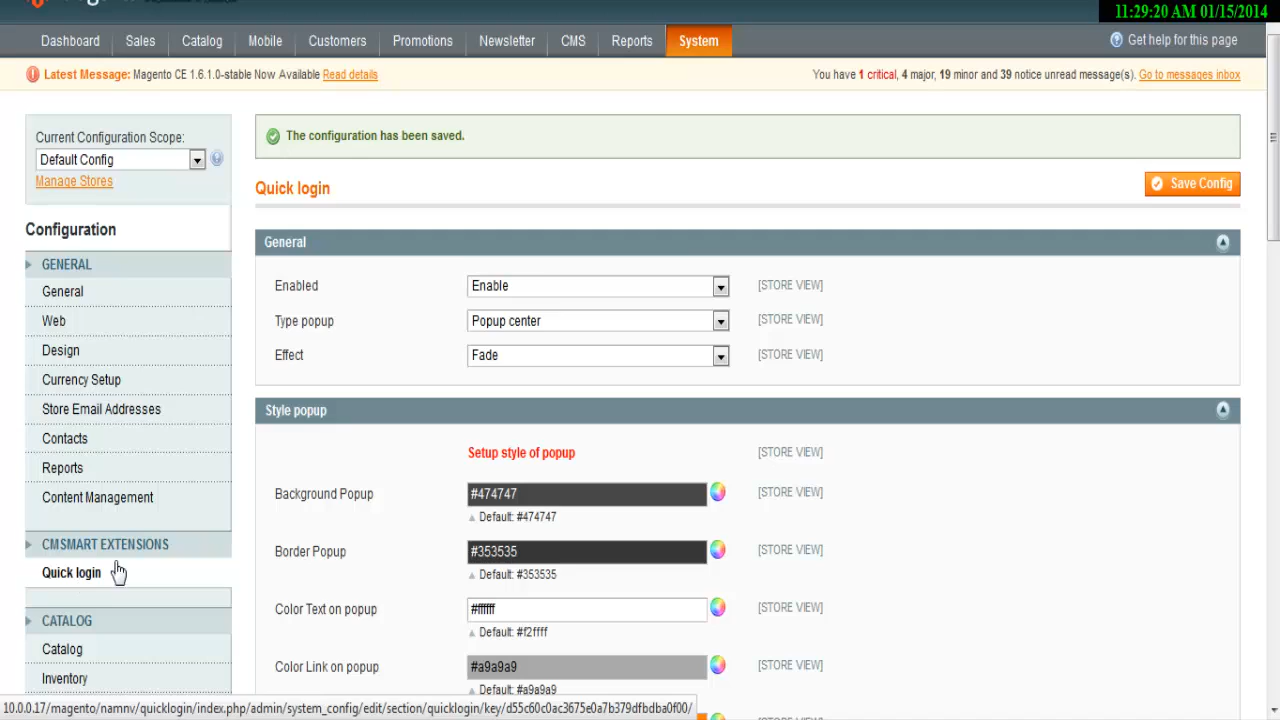 11:29:20 AM 01/15/2014
Dashboard Sales Catalog Mobile Customers Promotions Newsletter CMS Reports System Get help for this page
Latest Message: Magento CE 1.6.1.0-stable Now Available Read details You have 1 critical, 4 major, 19 minor and 39 notice unread message(s). Go to messages inbox
Current Configuration Scope:
Default Config
Manage Stores
Configuration
GENERAL
General
Web
Design
Currency Setup
Store Email Addresses
Contacts
Reports
Content Management
CMSMART EXTENSIONS
Quick login
CATALOG
Catalog
Inventory
The configuration has been saved.
Quick login Save Config
General
Enabled Enable [STORE VIEW]
Type popup Popup center [STORE VIEW]
Effect Fade [STORE VIEW]
Style popup
Setup style of popup [STORE VIEW]
Background Popup #474747 [STORE VIEW]
Default: #474747
Border Popup #353535 [STORE VIEW]
Default: #353535
Color Text on popup #ffffff [STORE VIEW]
Default: #f2ffff
Color Link on popup #a9a9a9 [STORE VIEW]
Default: #a9a9a9
10.0.0.17/magento/namnv/quicklogin/index.php/admin/system_config/edit/section/quicklogin/key/d55c60c0ac3675e0a7b379dfbdba0f00/